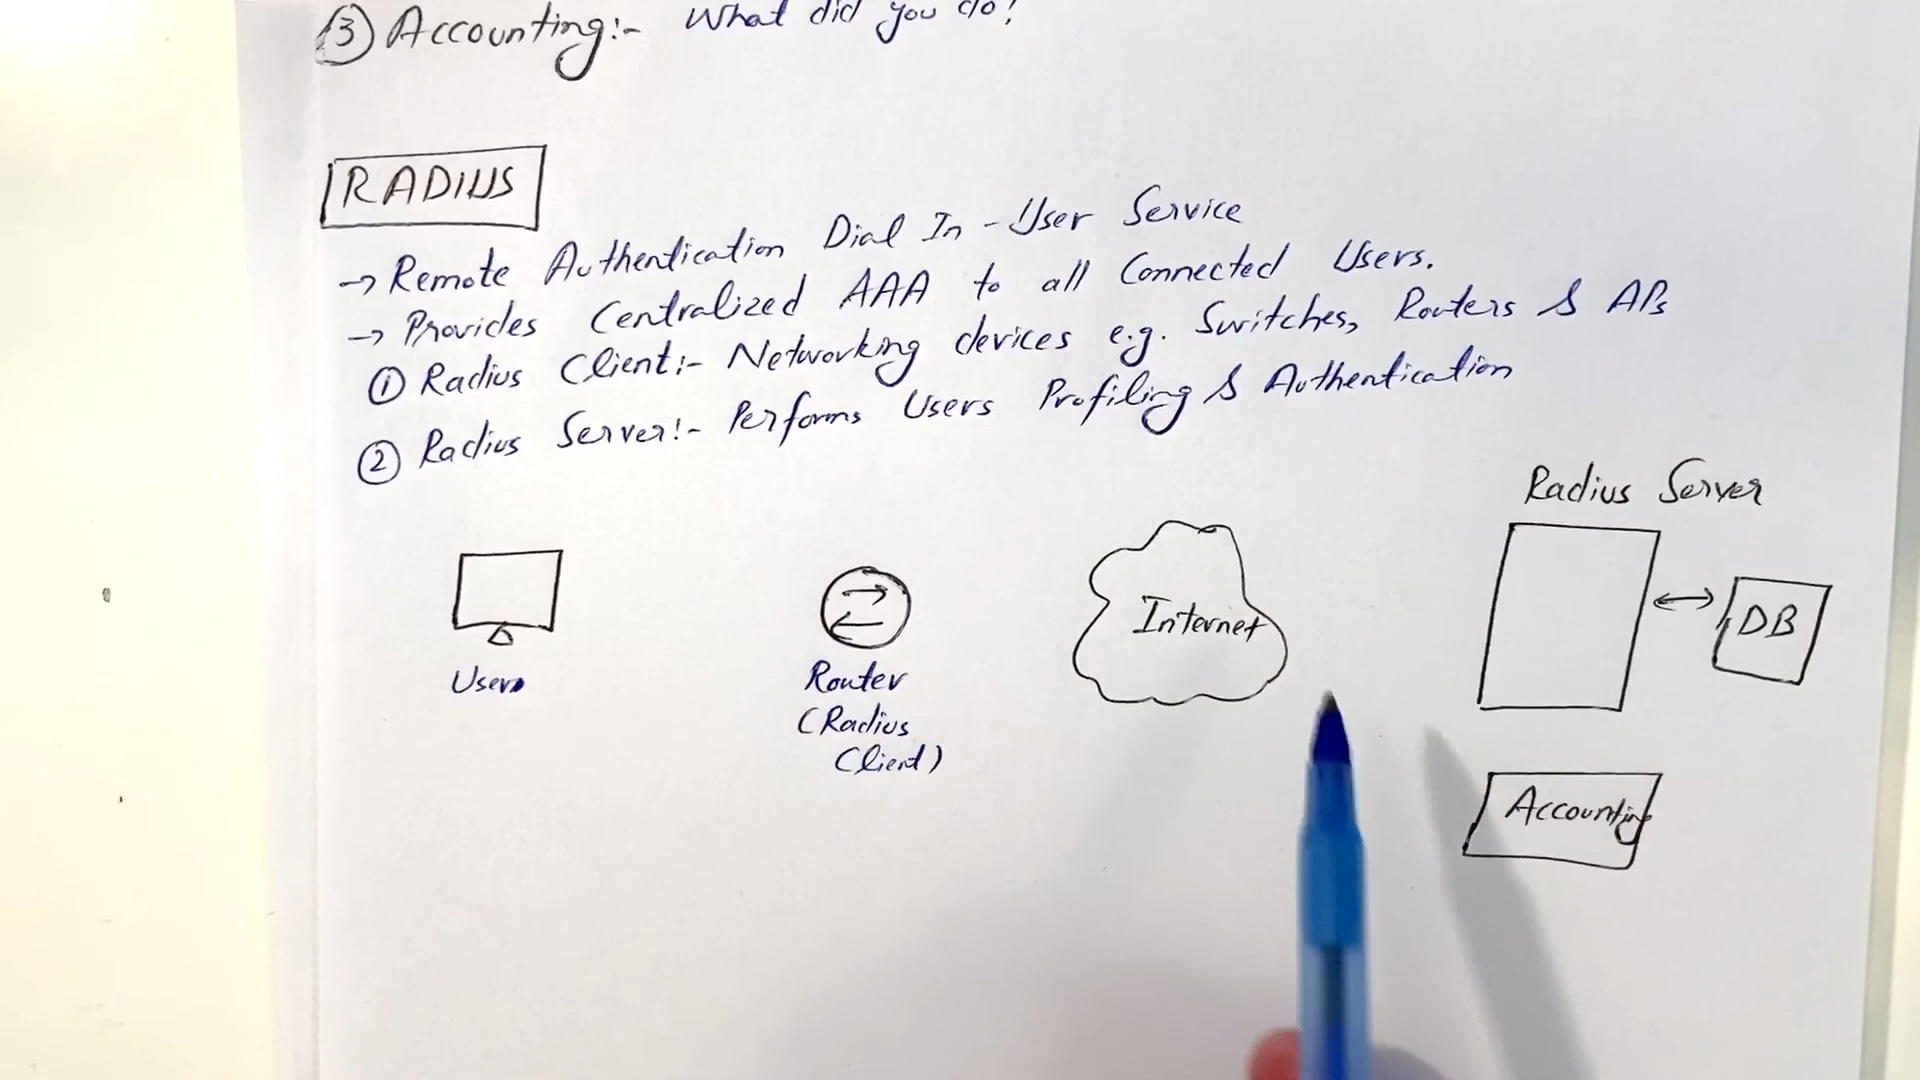 ③ Accounting:- What did you do?
RADIUS
→ Remote Authentication Dial In - User Service
→ Provides Centralized AAA to all Connected Users.
① Radius Client:- Networking devices e.g. Switches, Routers & APs
② Radius Server:- Performs Users Profiling & Authentication
Radius Server
Internet
DB
User
Router
(Radius
Client)
Accounting